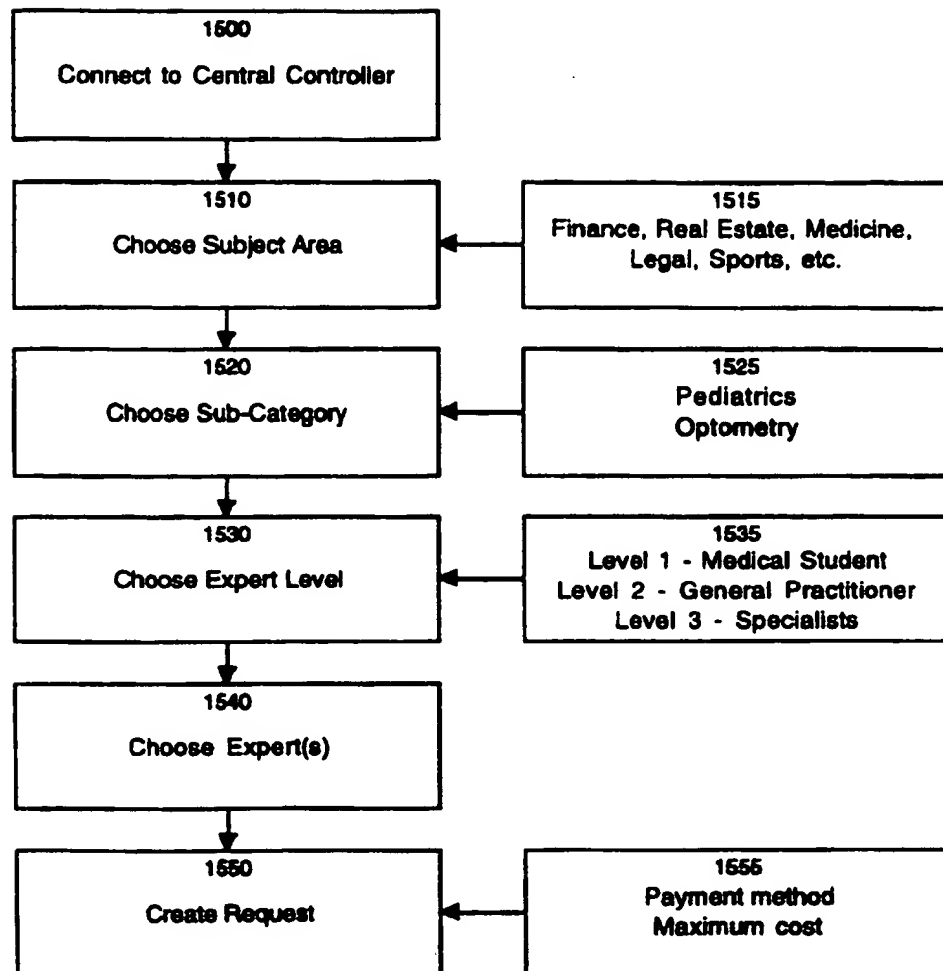 1500
Connect to Central Controller
1510
Choose Subject Area
1515
Finance, Real Estate, Medicine,
Legal, Sports, etc.
1520
Choose Sub-Category
1525
Pediatrics
Optometry
1530
Choose Expert Level
1535
Level 1 - Medical Student
Level 2 - General Practitioner
Level 3 - Specialists
1540
Choose Expert(s)
1550
Create Request
1555
Payment method
Maximum cost